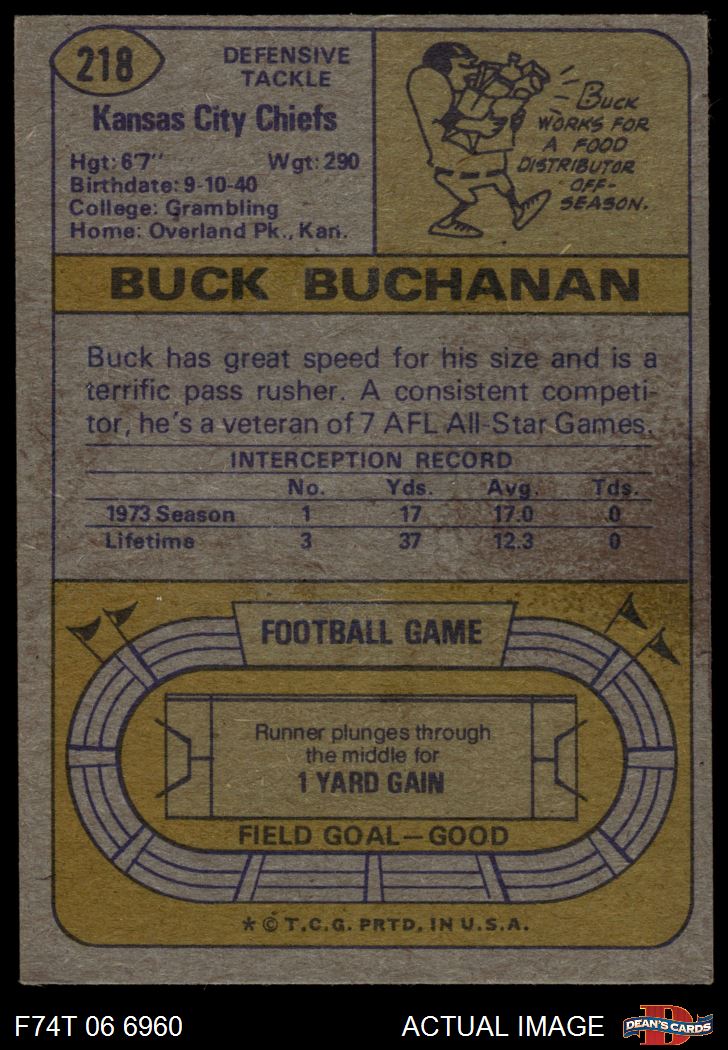 218
DEFENSIVE
TACKLE
Kansas City Chiefs
Hgt: 6'7" Wgt: 290
Birthdate: 9-10-40
College: Grambling
Home: Overland Pk., Kan.
BUCK
WORKS FOR
A FOOD
DISTRIBUTOR
OFF-
SEASON.
BUCK BUCHANAN
Buck has great speed for his size and is a
terrific pass rusher. A consistent competi-
tor, he's a veteran of 7 AFL All-Star Games.
INTERCEPTION RECORD
No. Yds. Avg. Tds.
1973 Season 1 17 17.0 0
Lifetime 3 37 12.3 0
FOOTBALL GAME
Runner plunges through
the middle for
1 YARD GAIN
FIELD GOAL—GOOD
* © T.C.G. PRTD. IN U.S.A.
F74T 06 6960 ACTUAL IMAGE
D
DEAN'S CARDS